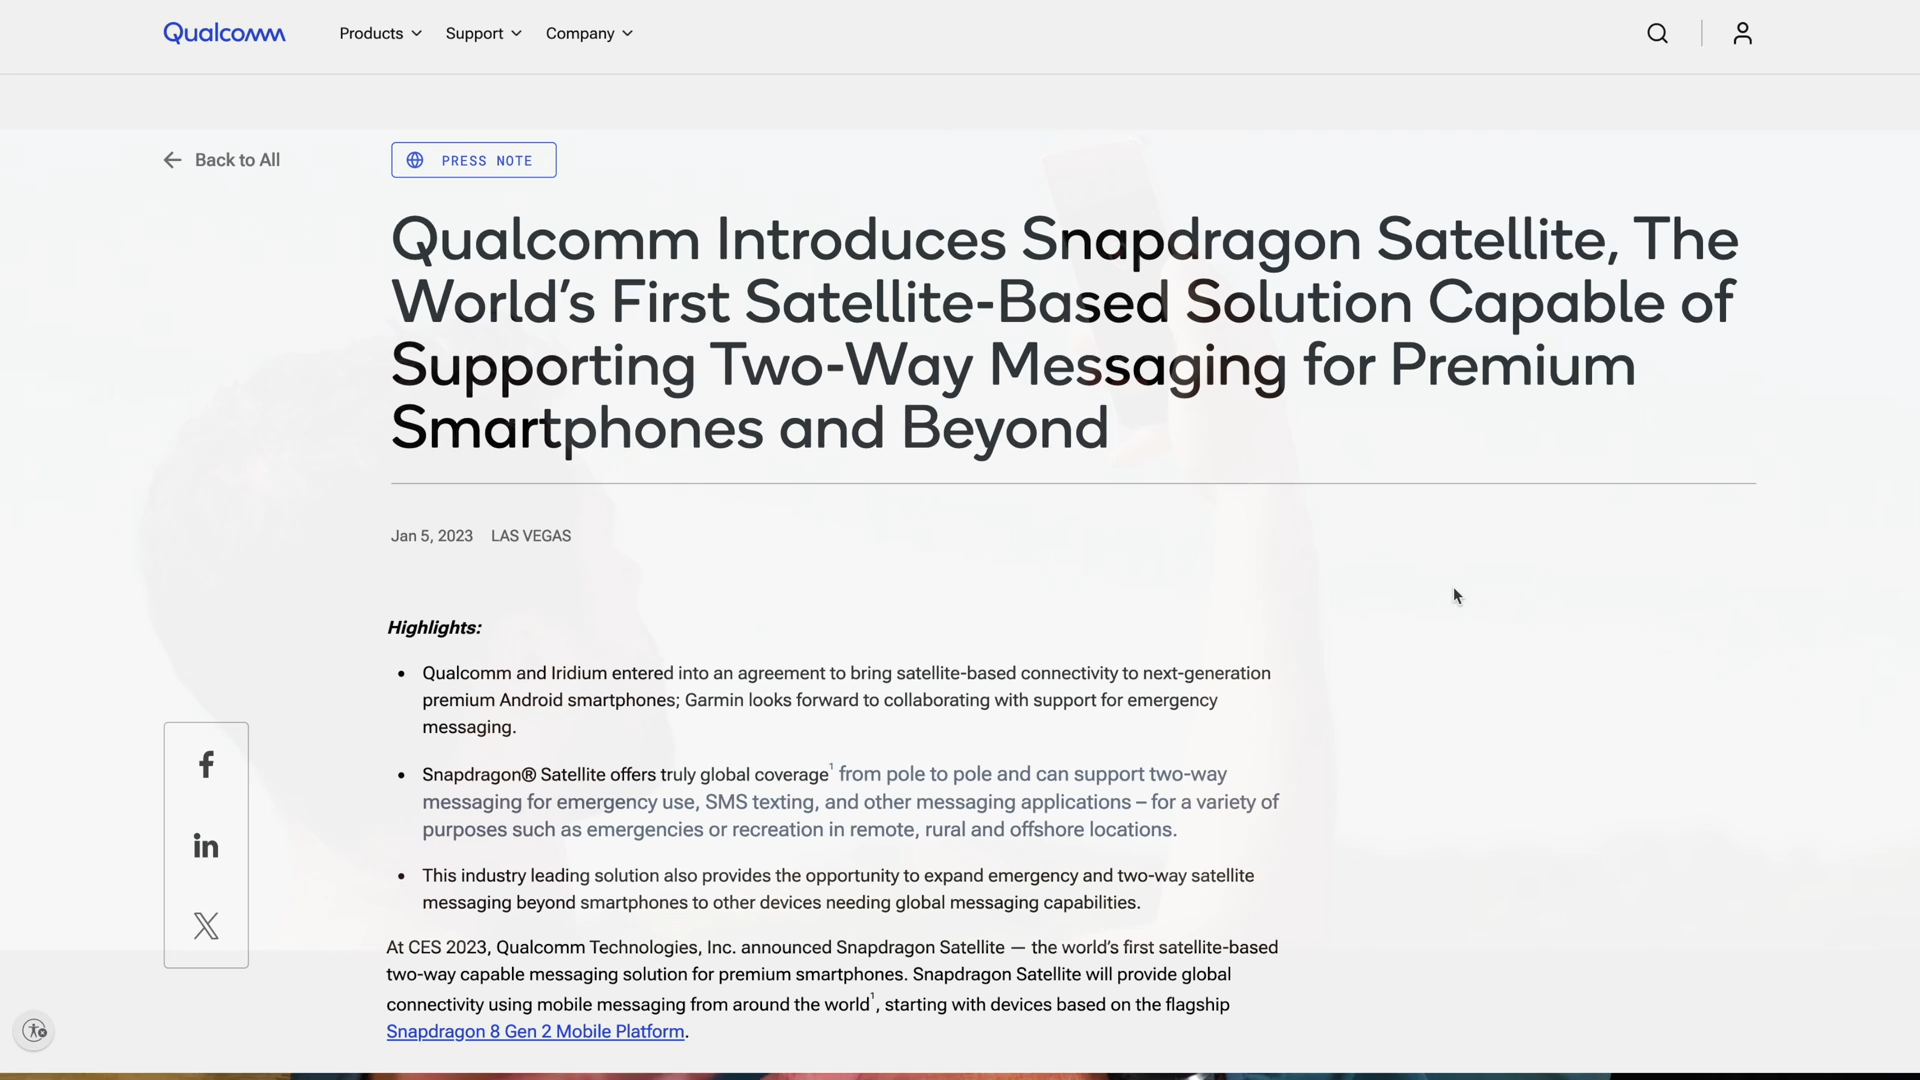 Qualcomm
Products
Support
Company
Back to All
PRESS NOTE
Qualcomm Introduces Snapdragon Satellite, The
World’s First Satellite-Based Solution Capable of
Supporting Two-Way Messaging for Premium
Smartphones and Beyond
Jan 5, 2023 LAS VEGAS
Highlights:
• Qualcomm and Iridium entered into an agreement to bring satellite-based connectivity to next-generation
premium Android smartphones; Garmin looks forward to collaborating with support for emergency
messaging.
• Snapdragon® Satellite offers truly global coverage¹ from pole to pole and can support two-way
messaging for emergency use, SMS texting, and other messaging applications – for a variety of
purposes such as emergencies or recreation in remote, rural and offshore locations.
• This industry leading solution also provides the opportunity to expand emergency and two-way satellite
messaging beyond smartphones to other devices needing global messaging capabilities.
At CES 2023, Qualcomm Technologies, Inc. announced Snapdragon Satellite — the world’s first satellite-based
two-way capable messaging solution for premium smartphones. Snapdragon Satellite will provide global
connectivity using mobile messaging from around the world¹, starting with devices based on the flagship
Snapdragon 8 Gen 2 Mobile Platform.